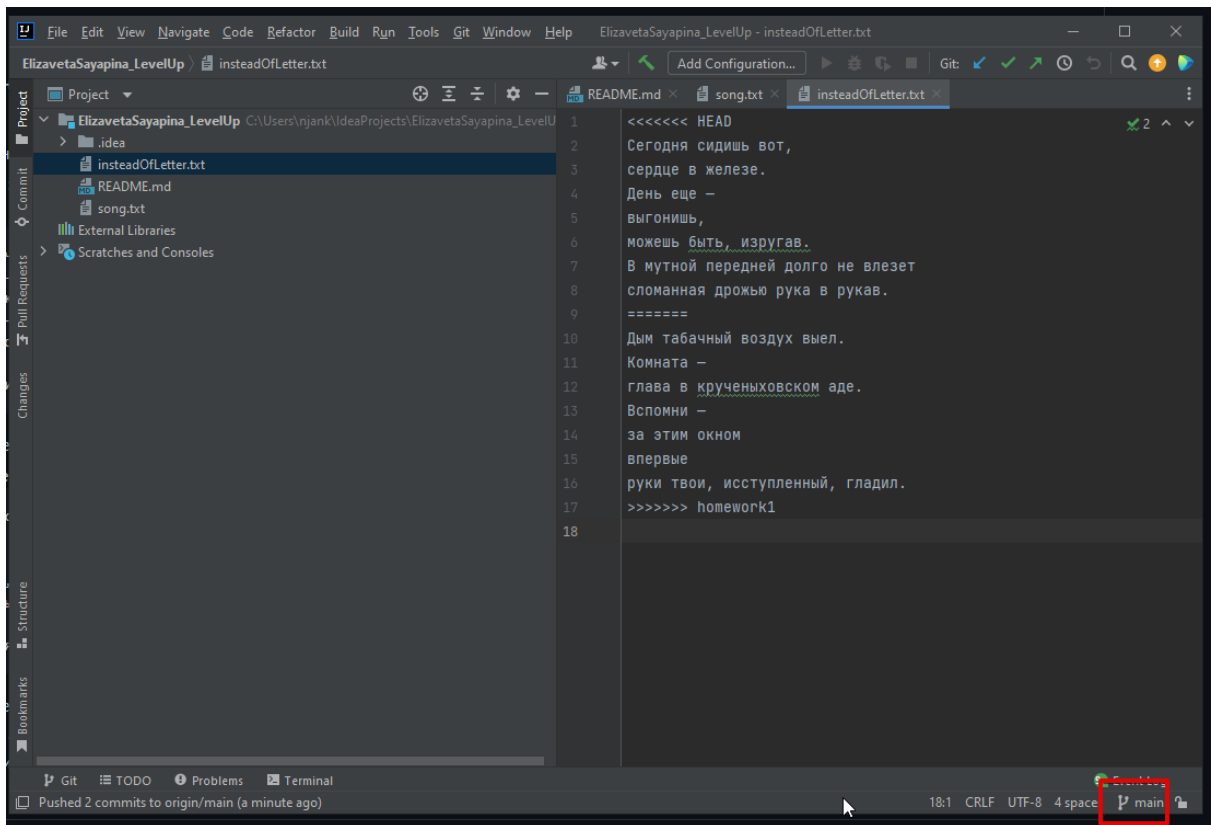 File Edit View Navigate Code Refactor Build Run Tools Git Window Help ElizavetaSayapina_LevelUp - insteadOfLetter.txt
ElizavetaSayapina_LevelUp insteadOfLetter.txt Add Configuration... Git:
Project
README.md song.txt insteadOfLetter.txt
Project
Commit
Pull Requests
Changes
Structure
Bookmarks
ElizavetaSayapina_LevelUp C:\Users\njank\IdeaProjects\ElizavetaSayapina_LevelU
.idea
insteadOfLetter.txt
README.md
song.txt
External Libraries
Scratches and Consoles
1 <<<<<<< HEAD
2 Сегодня сидишь вот,
3 сердце в железе.
4 День еще —
5 выгонишь,
6 можешь быть, изругав.
7 В мутной передней долго не влезет
8 сломанная дрожью рука в рукав.
9 =======
10 Дым табачный воздух выел.
11 Комната —
12 глава в крученыховском аде.
13 Вспомни —
14 за этим окном
15 впервые
16 руки твои, исступленный, гладил.
17 >>>>>>> homework1
18
2
Git TODO Problems Terminal Event Log
Pushed 2 commits to origin/main (a minute ago) 18:1 CRLF UTF-8 4 space main